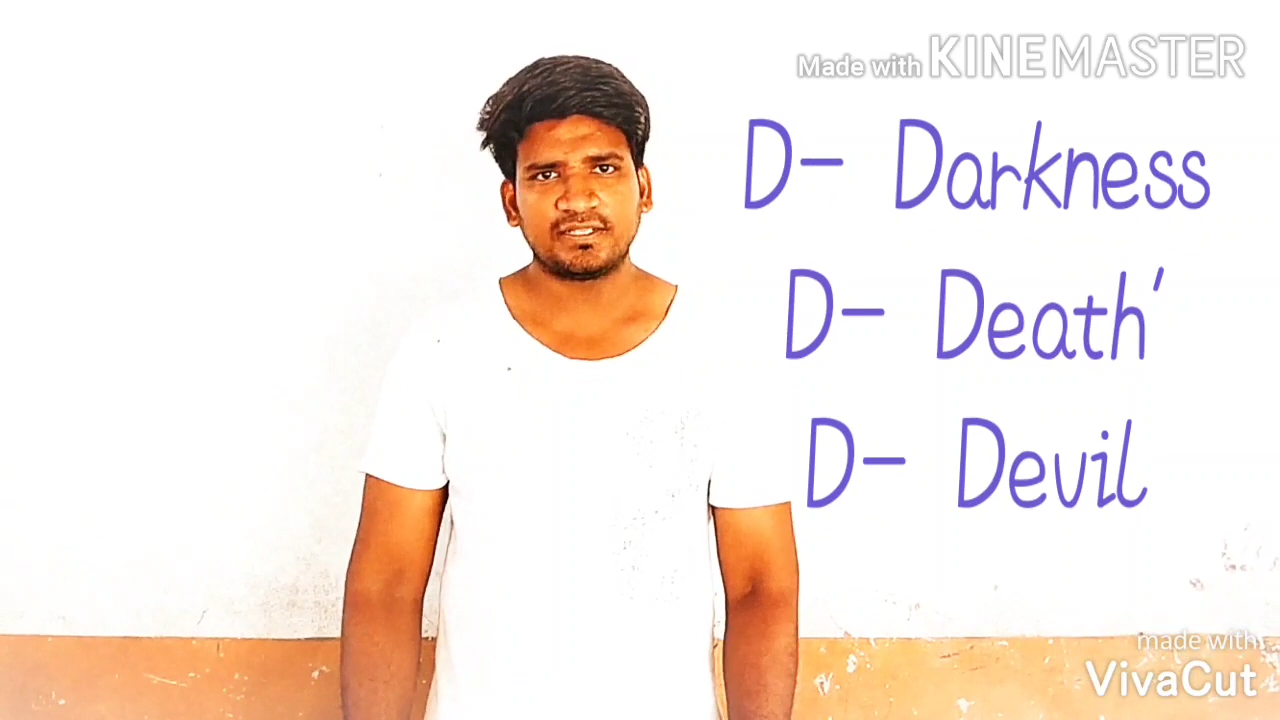 Made with KINEMASTER
D- Darkness
D- Death'
D- Devil
made with
VivaCut